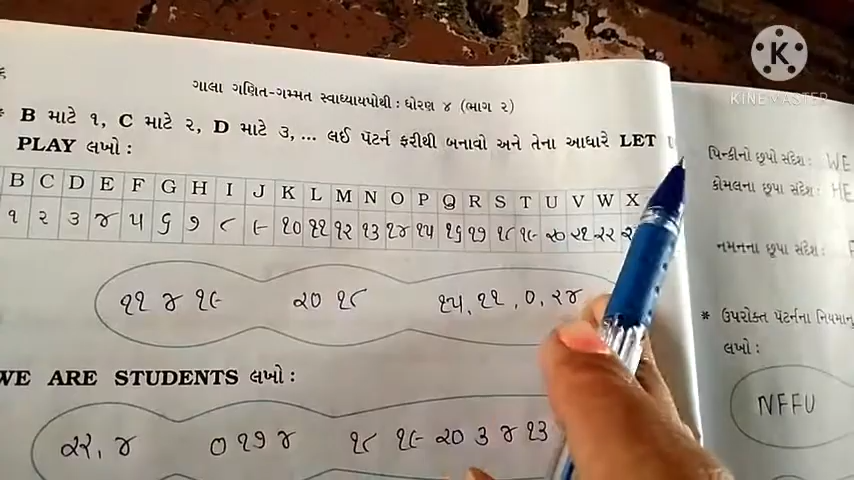 ગાલા ગણિત-ગમ્મત સ્વાધ્યાયપોથી : ધોરણ ૪ (ભાગ ૨)
* B માટે ૧, C માટે ૨, D માટે ૩, ... લઈ પૅટર્ન ફરીથી બનાવો અને તેના આધારે LET U
PLAY લખો :
B C D E F G H I J K L M N O P Q R S T U V W X
૧ ૨ ૩ ૪ ૫ ૬ ૭ ૮ ૯ ૧૦ ૧૧ ૧૨ ૧૩ ૧૪ ૧૫ ૧૬ ૧૭ ૧૮ ૧૯ ૨૦ ૨૧ ૨૨
૧૧ ૪ ૧૯ ૨૦ ૧૮ ૧૫, ૧૧, ૦, ૨૪
WE ARE STUDENTS લખો :
૨૨, ૪ ૦ ૧૭ ૪ ૧૮ ૧૯ ૨૦ ૩ ૪ ૧૩
પિન્કીનો છૂપો સંદેશ : WE
કોમલના છૂપા સંદેશ : HE
નમનના છૂપા સંદેશ :
* ઉપરોક્ત પૅટર્નના નિયમાનુ
લખો :
NFFU
KINEMASTER